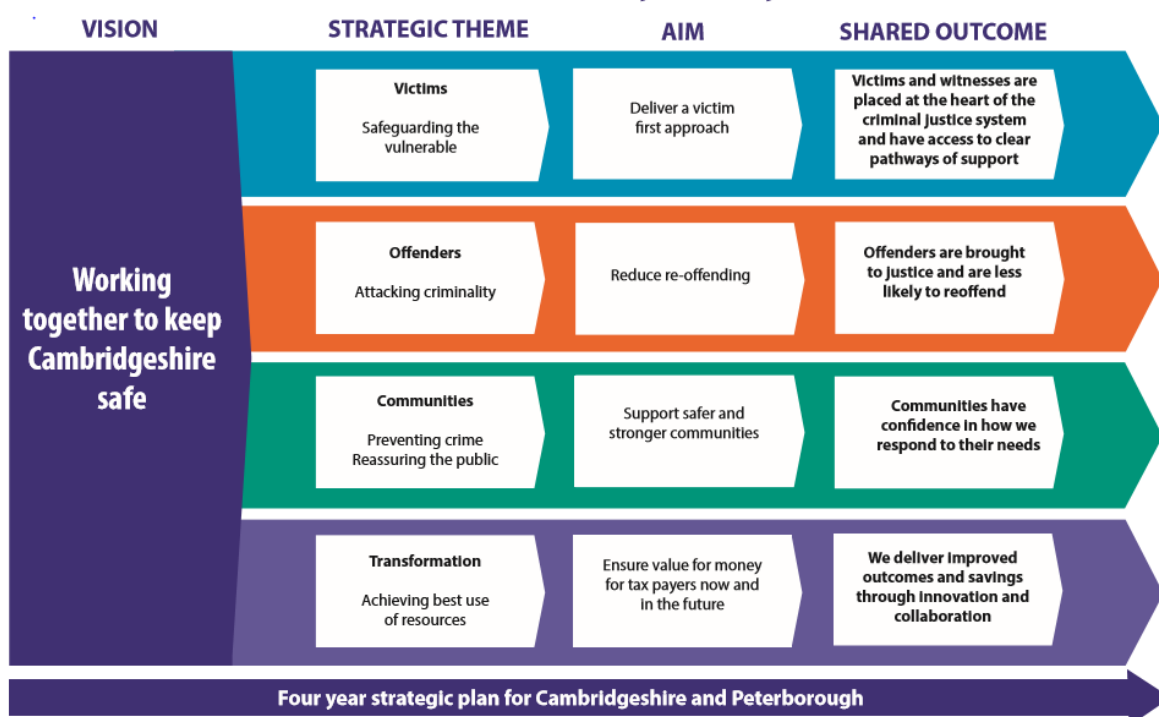 VISION
STRATEGIC THEME
AIM
SHARED OUTCOME
Working
together to keep
Cambridgeshire
safe
Victims
Safeguarding the
vulnerable
Deliver a victim
first approach
Victims and witnesses are
placed at the heart of the
criminal justice system
and have access to clear
pathways of support
Offenders
Attacking criminality
Reduce re-offending
Offenders are brought
to justice and are less
likely to reoffend
Communities
Preventing crime
Reassuring the public
Support safer and
stronger communities
Communities have
confidence in how we
respond to their needs
Transformation
Achieving best use
of resources
Ensure value for money
for tax payers now and
in the future
We deliver improved
outcomes and savings
through innovation and
collaboration
Four year strategic plan for Cambridgeshire and Peterborough